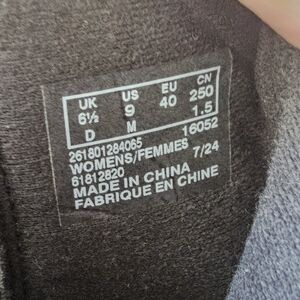 UK US EU CN
6½ 9 40 250
D M 1.5
261801284065 16052
WOMENS/FEMMES
61812820 7/24
MADE IN CHINA
FABRIQUE EN CHINE